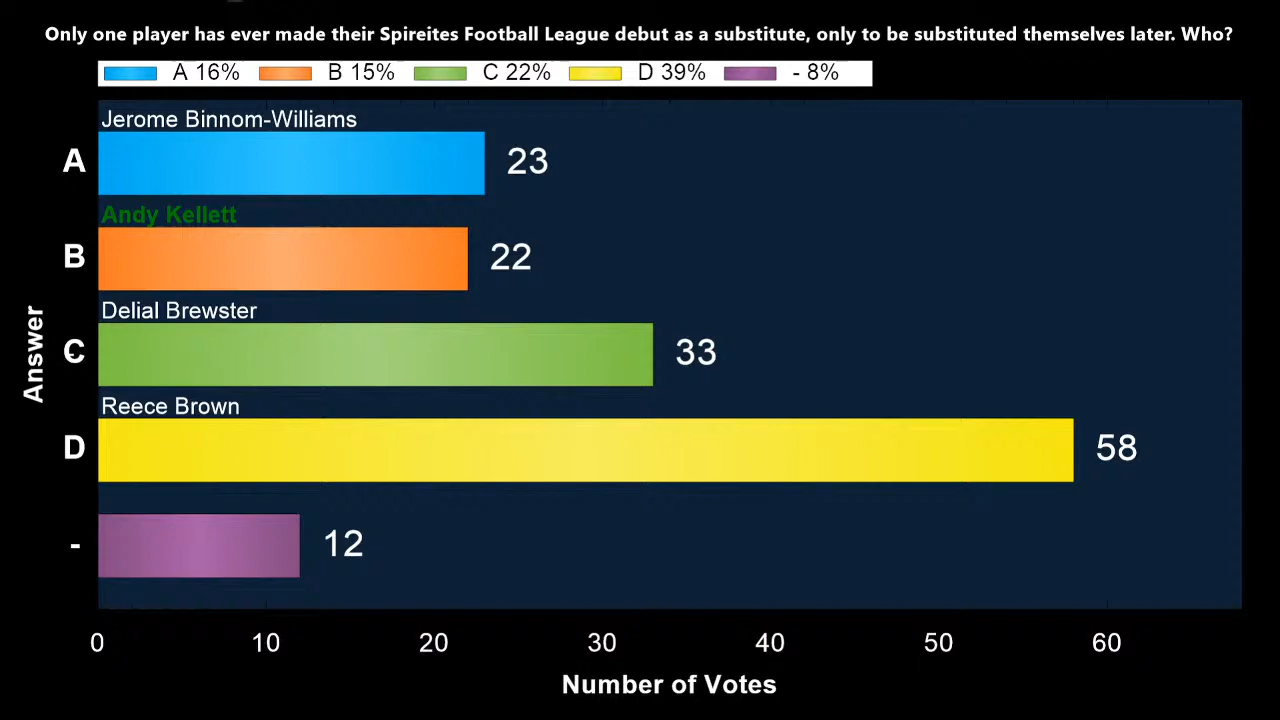 Only one player has ever made their Spireites Football League debut as a substitute, only to be substituted themselves later. Who?
A 16% B 15% C 22% D 39% - 8%
Jerome Binnom-Williams
A 23
Andy Kellett
B 22
Delial Brewster
C 33
Reece Brown
D 58
- 12
Answer
0 10 20 30 40 50 60
Number of Votes